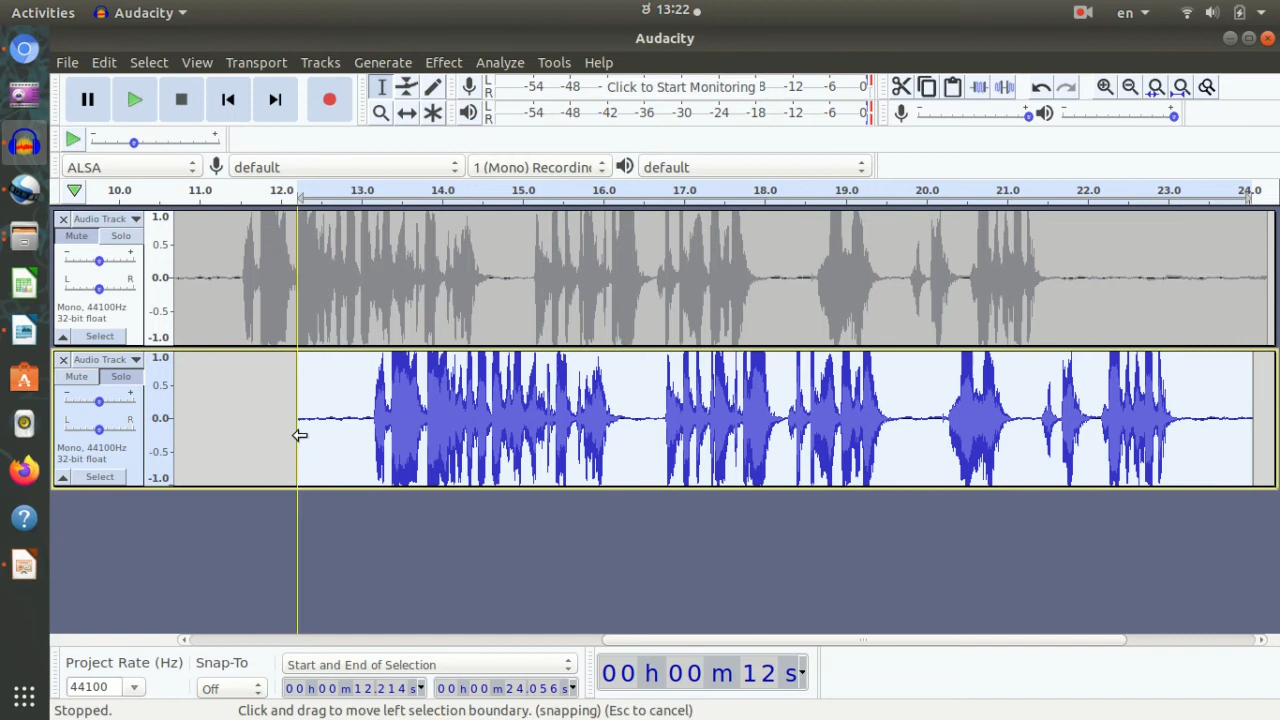 Activities Audacity ಶ 13:22 en
Audacity
File Edit Select View Transport Tracks Generate Effect Analyze Tools Help
L R -54 -48 - Click to Start Monitoring 8 -12 -6 0
L R -54 -48 -42 -36 -30 -24 -18 -12 -6 0
- +
ALSA default 1 (Mono) Recording default
10.0 11.0 12.0 13.0 14.0 15.0 16.0 17.0 18.0 19.0 20.0 21.0 22.0 23.0 24.0
Audio Track 1.0
Mute Solo 0.5
- +
L R 0.0
Mono, 44100Hz -0.5
32-bit float
Select -1.0
Audio Track 1.0
Mute Solo 0.5
- +
L R 0.0
Mono, 44100Hz -0.5
32-bit float
Select -1.0
Project Rate (Hz) Snap-To Start and End of Selection 00 h 00 m 12 s
44100 Off 00 h 00 m 12.214 s 00 h 00 m 24.056 s
Stopped. Click and drag to move left selection boundary. (snapping) (Esc to cancel)